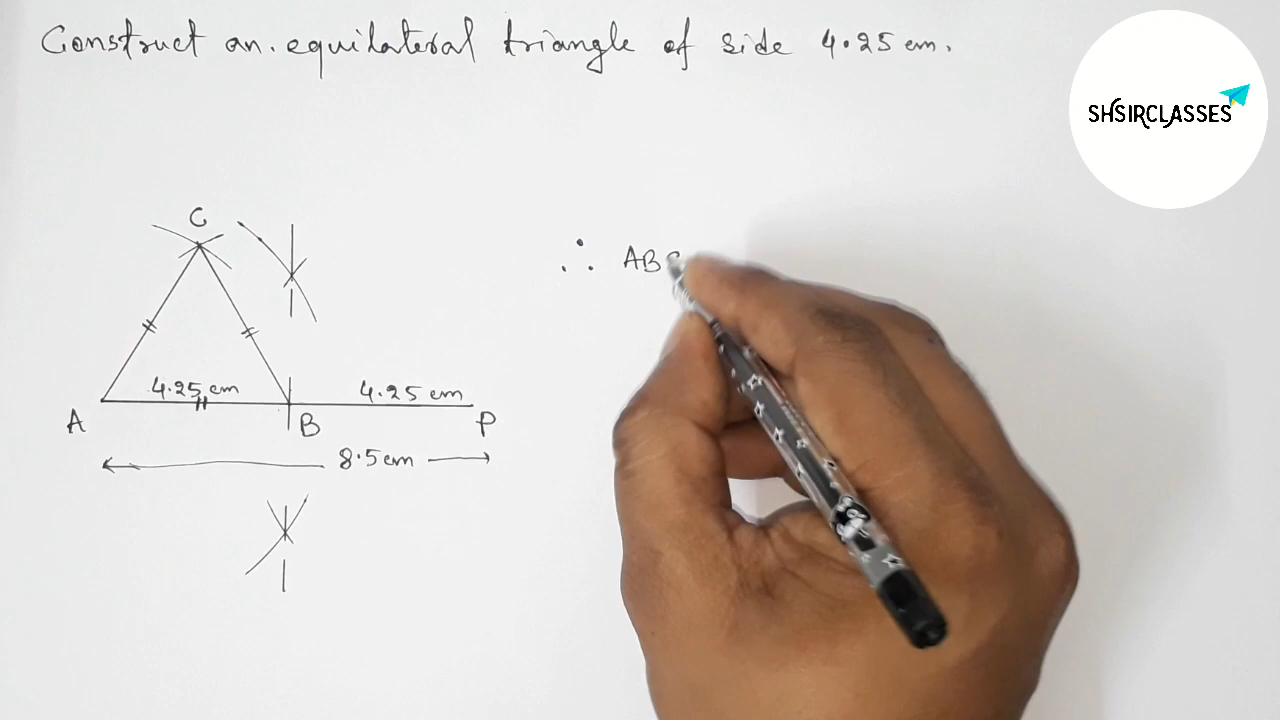 Construct an. equilateral triangle of side 4.25 cm.
SHSIRCLASSES
C
∴ ABC
4.25 cm
4.25 cm
A
B
P
8.5 cm